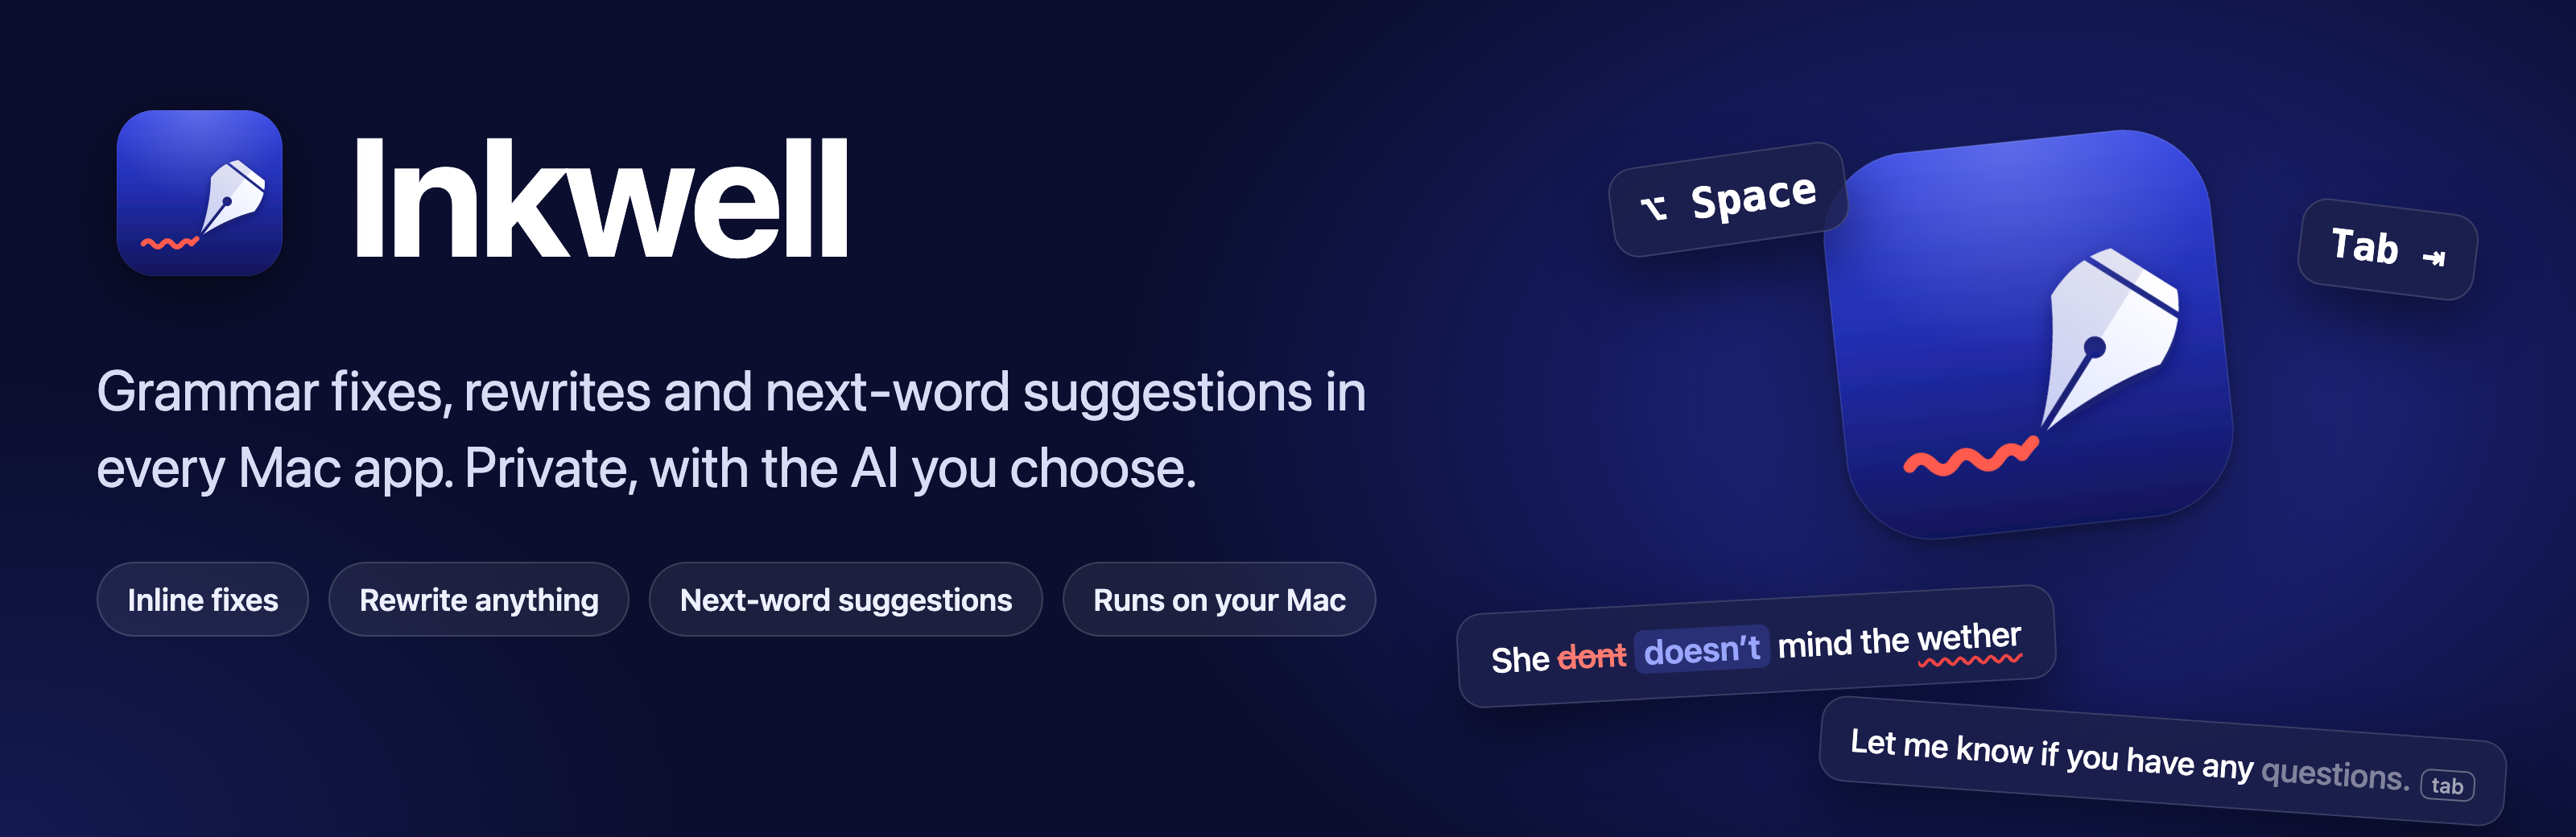 Inkwell
Grammar fixes, rewrites and next-word suggestions in
every Mac app. Private, with the AI you choose.
Inline fixes
Rewrite anything
Next-word suggestions
Runs on your Mac
⌥ Space
Tab ⇥
She dont doesn’t mind the wether
Let me know if you have any questions. tab